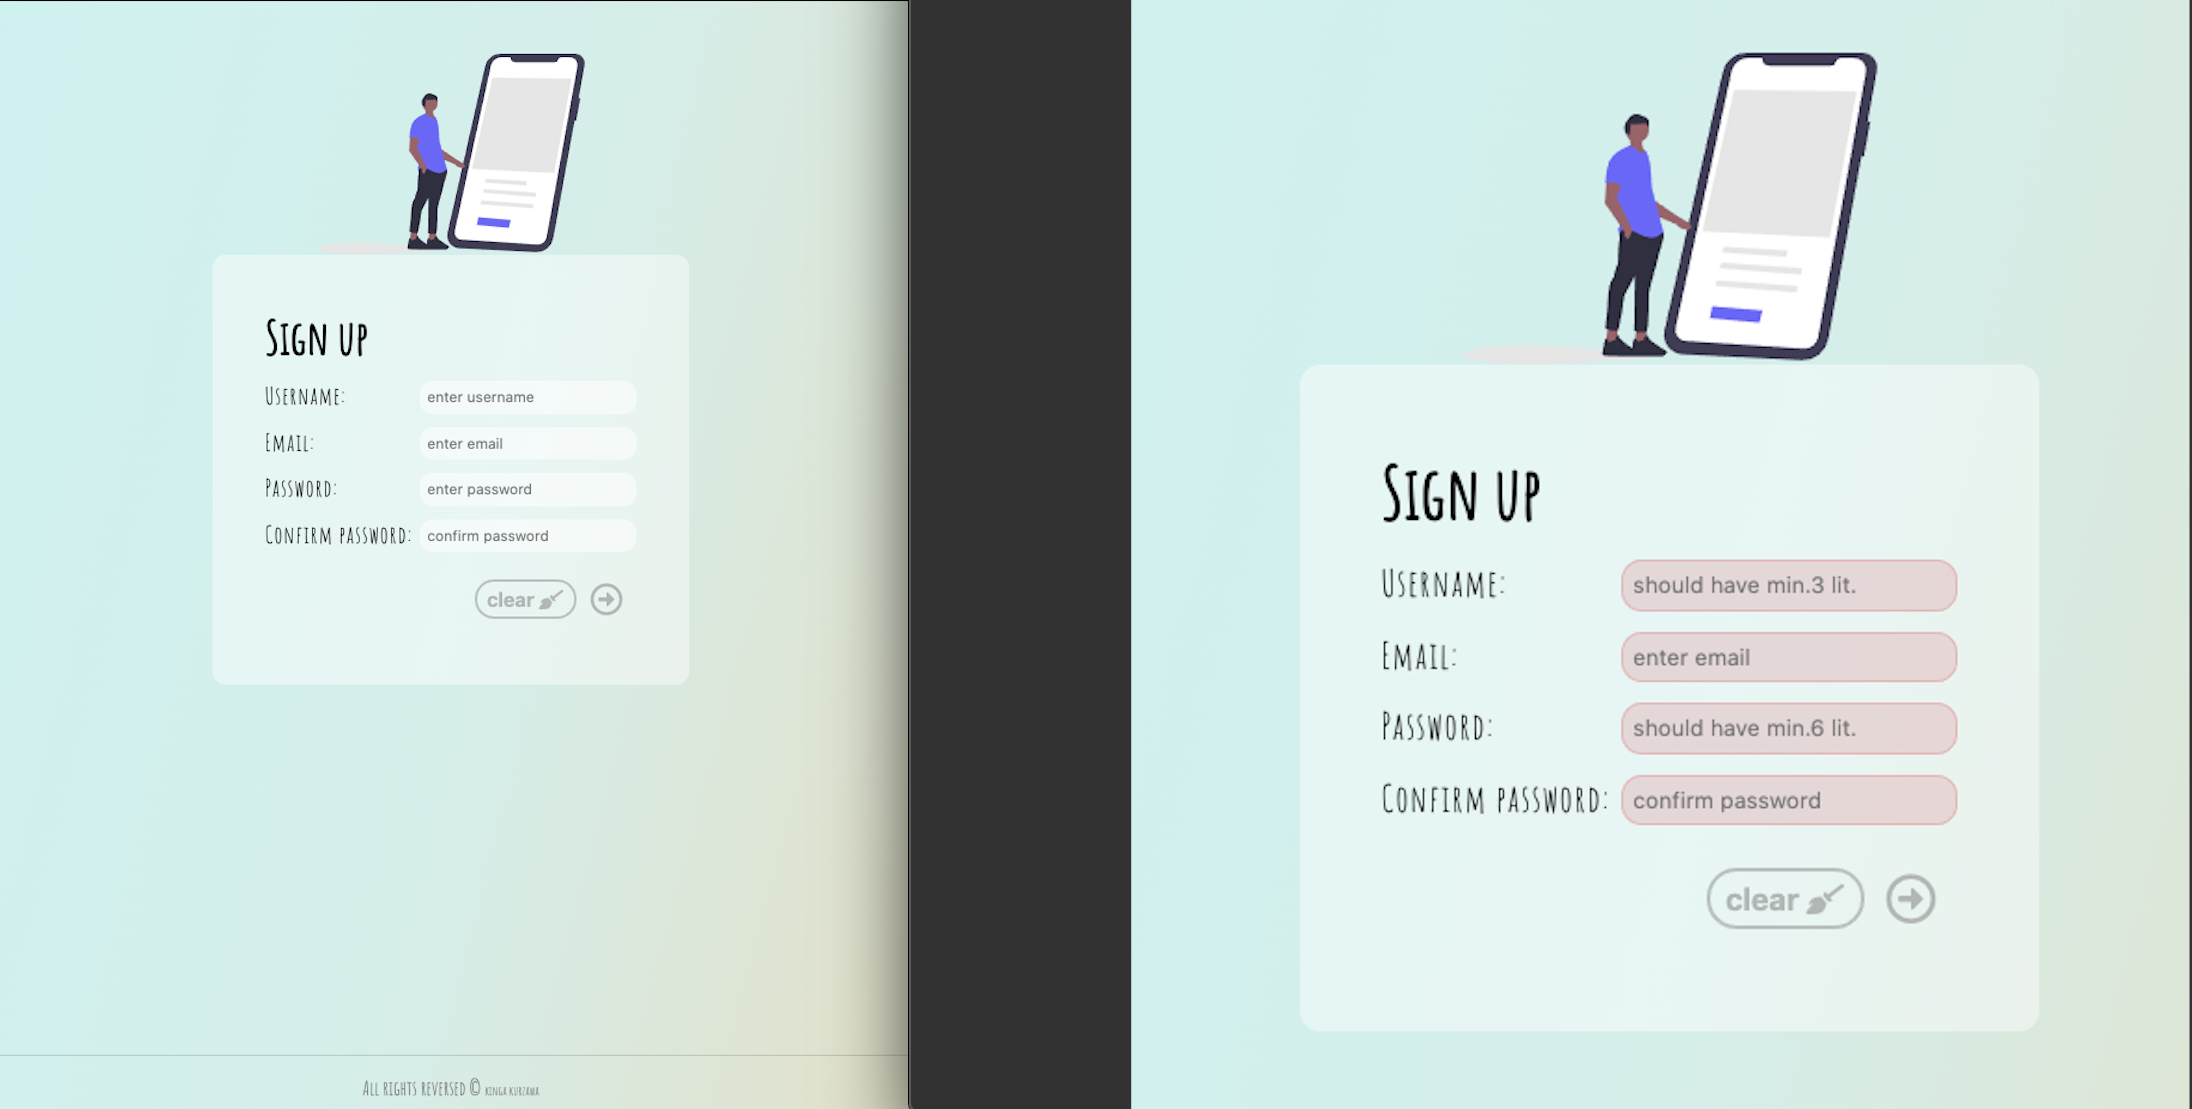 Sign up
Username: enter username
Email: enter email
Password: enter password
Confirm password: confirm password
clear
All rights reversed © kinga kurzawa
Sign up
Username: should have min.3 lit.
Email: enter email
Password: should have min.6 lit.
Confirm password: confirm password
clear